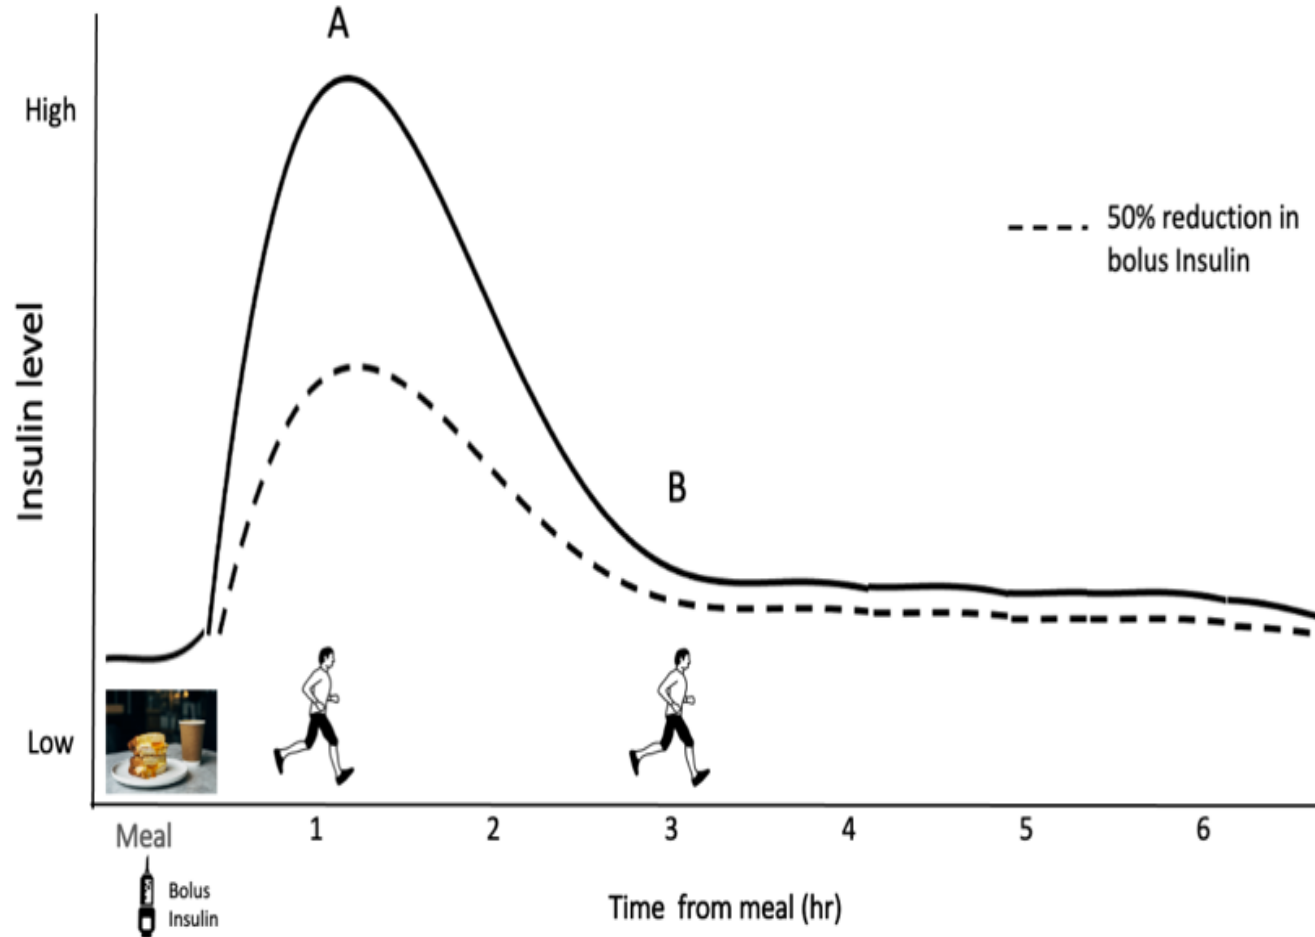 A
High
50% reduction in
bolus Insulin
Insulin level
B
Low
1 2 3 4 5 6
Meal
Bolus
Insulin
Time from meal (hr)